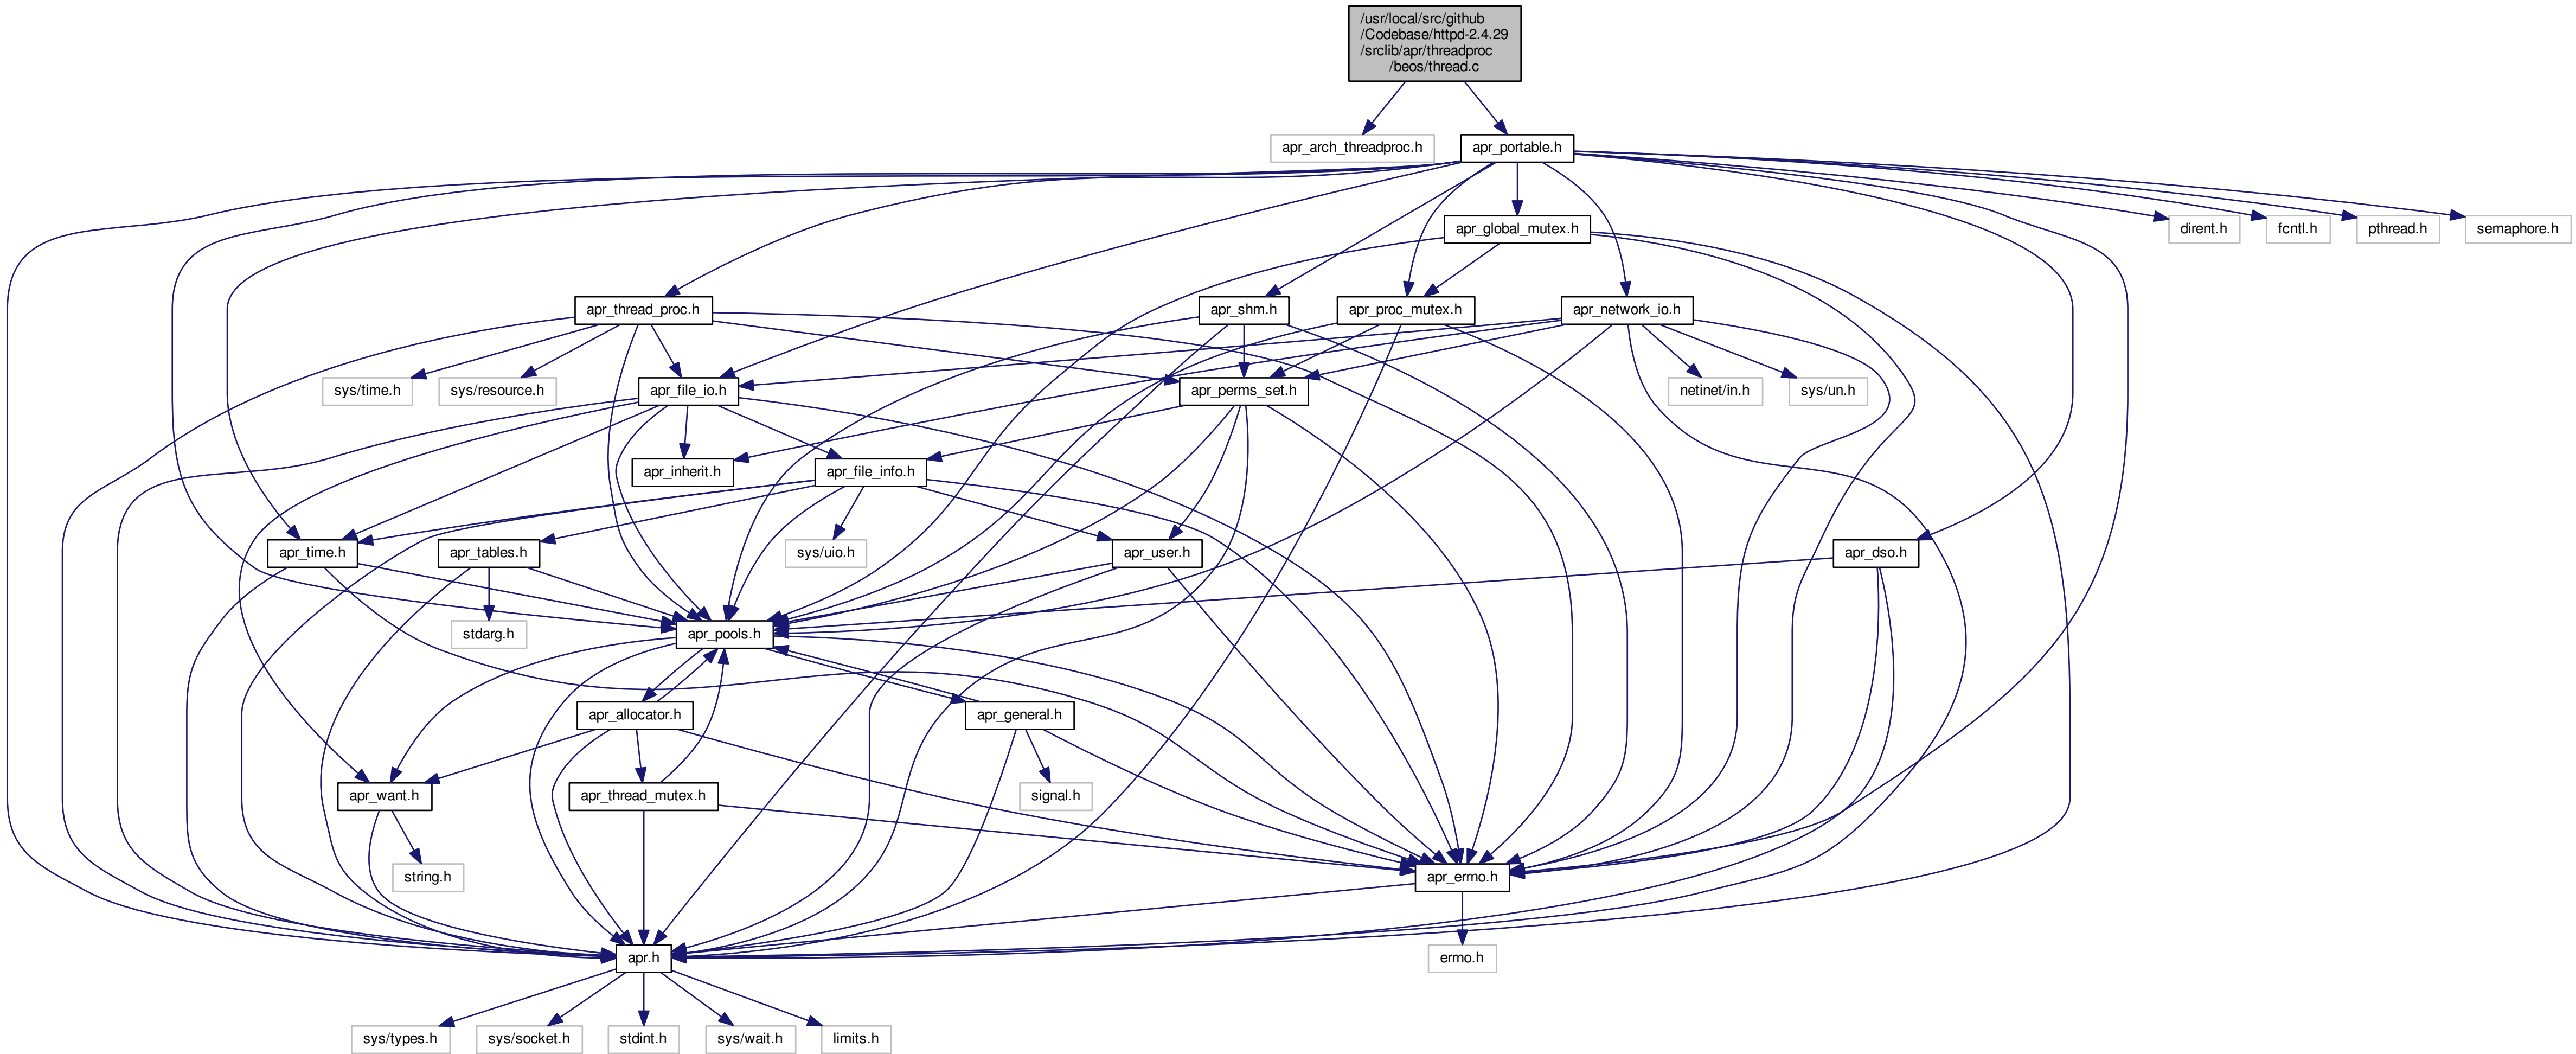 /usr/local/src/github
/Codebase/httpd-2.4.29
/srclib/apr/threadproc
/beos/thread.c
apr_arch_threadproc.h
apr_portable.h
apr_global_mutex.h
dirent.h
fcntl.h
pthread.h
semaphore.h
apr_thread_proc.h
apr_shm.h
apr_proc_mutex.h
apr_network_io.h
sys/time.h
sys/resource.h
apr_file_io.h
apr_perms_set.h
netinet/in.h
sys/un.h
apr_inherit.h
apr_file_info.h
apr_time.h
apr_tables.h
sys/uio.h
apr_user.h
apr_dso.h
stdarg.h
apr_pools.h
apr_allocator.h
apr_general.h
apr_want.h
apr_thread_mutex.h
signal.h
string.h
apr_errno.h
apr.h
errno.h
sys/types.h
sys/socket.h
stdint.h
sys/wait.h
limits.h